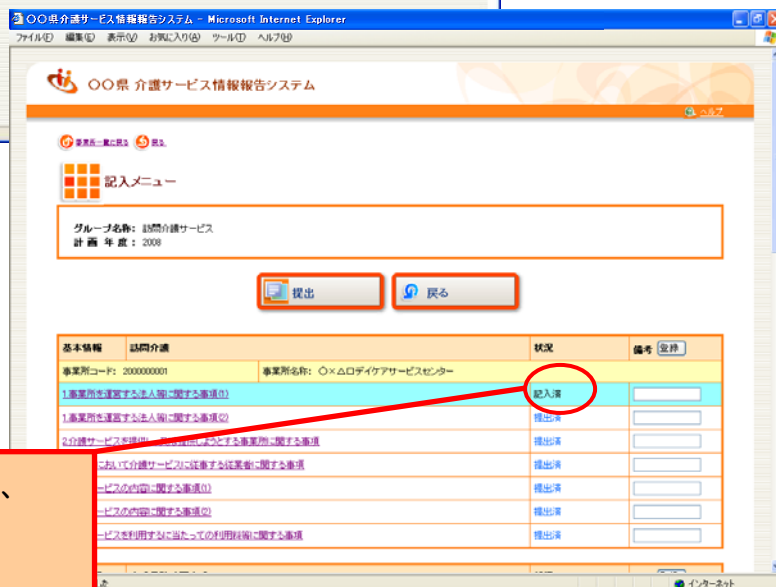 〇〇県介護サービス情報報告システム - Microsoft Internet Explorer
ファイル(F) 編集(E) 表示(V) お気に入り(A) ツール(T) ヘルプ(H)
〇〇県 介護サービス情報報告システム
ヘルプ
事業所一覧に戻る 戻る
記入メニュー
グループ名称: 訪問介護サービス
計画年度: 2008
提出 戻る
基本情報 訪問介護 状況 備考 登録
事業所コード: 2000000001 事業所名称: 〇×△ロデイケアサービスセンター
1.事業所を運営する法人等に関する事項(1) 記入済
1.事業所を運営する法人等に関する事項(2) 提出済
2.介護サービスを提供し ようとする事業所に関する事項 提出済
において介護サービスに従事する従業者に関する事項 提出済
ービスの内容に関する事項(1) 提出済
ービスの内容に関する事項(2) 提出済
ービスを利用するに当たっての利用料等に関する事項 提出済
、
インターネット